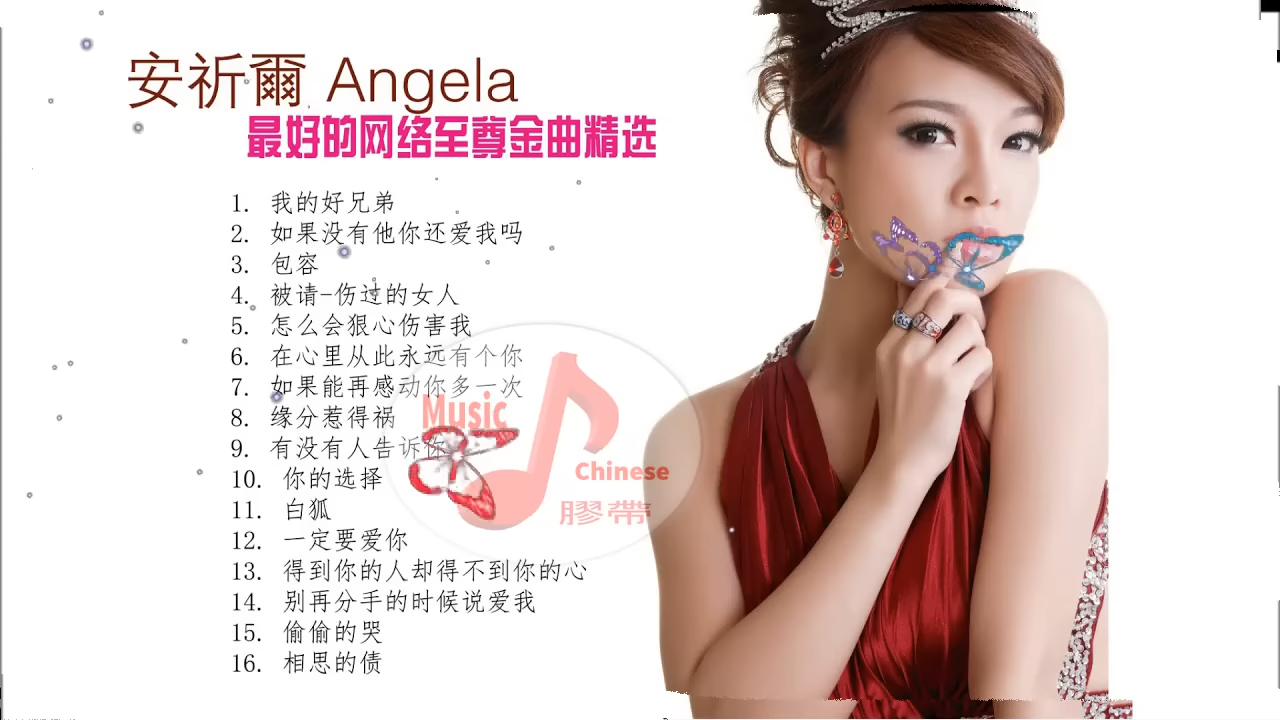 安祈爾 Angela
最好的网络至尊金曲精选
1. 我的好兄弟
2. 如果没有他你还爱我吗
3. 包容
4. 被请-伤过的女人
5. 怎么会狠心伤害我
6. 在心里从此永远有个你
7. 如果能再感动你多一次
8. 缘分惹得祸
9. 有没有人告诉你
10. 你的选择
11. 白狐
12. 一定要爱你
13. 得到你的人却得不到你的心
14. 别再分手的时候说爱我
15. 偷偷的哭
16. 相思的债
Music
Chinese
膠帶